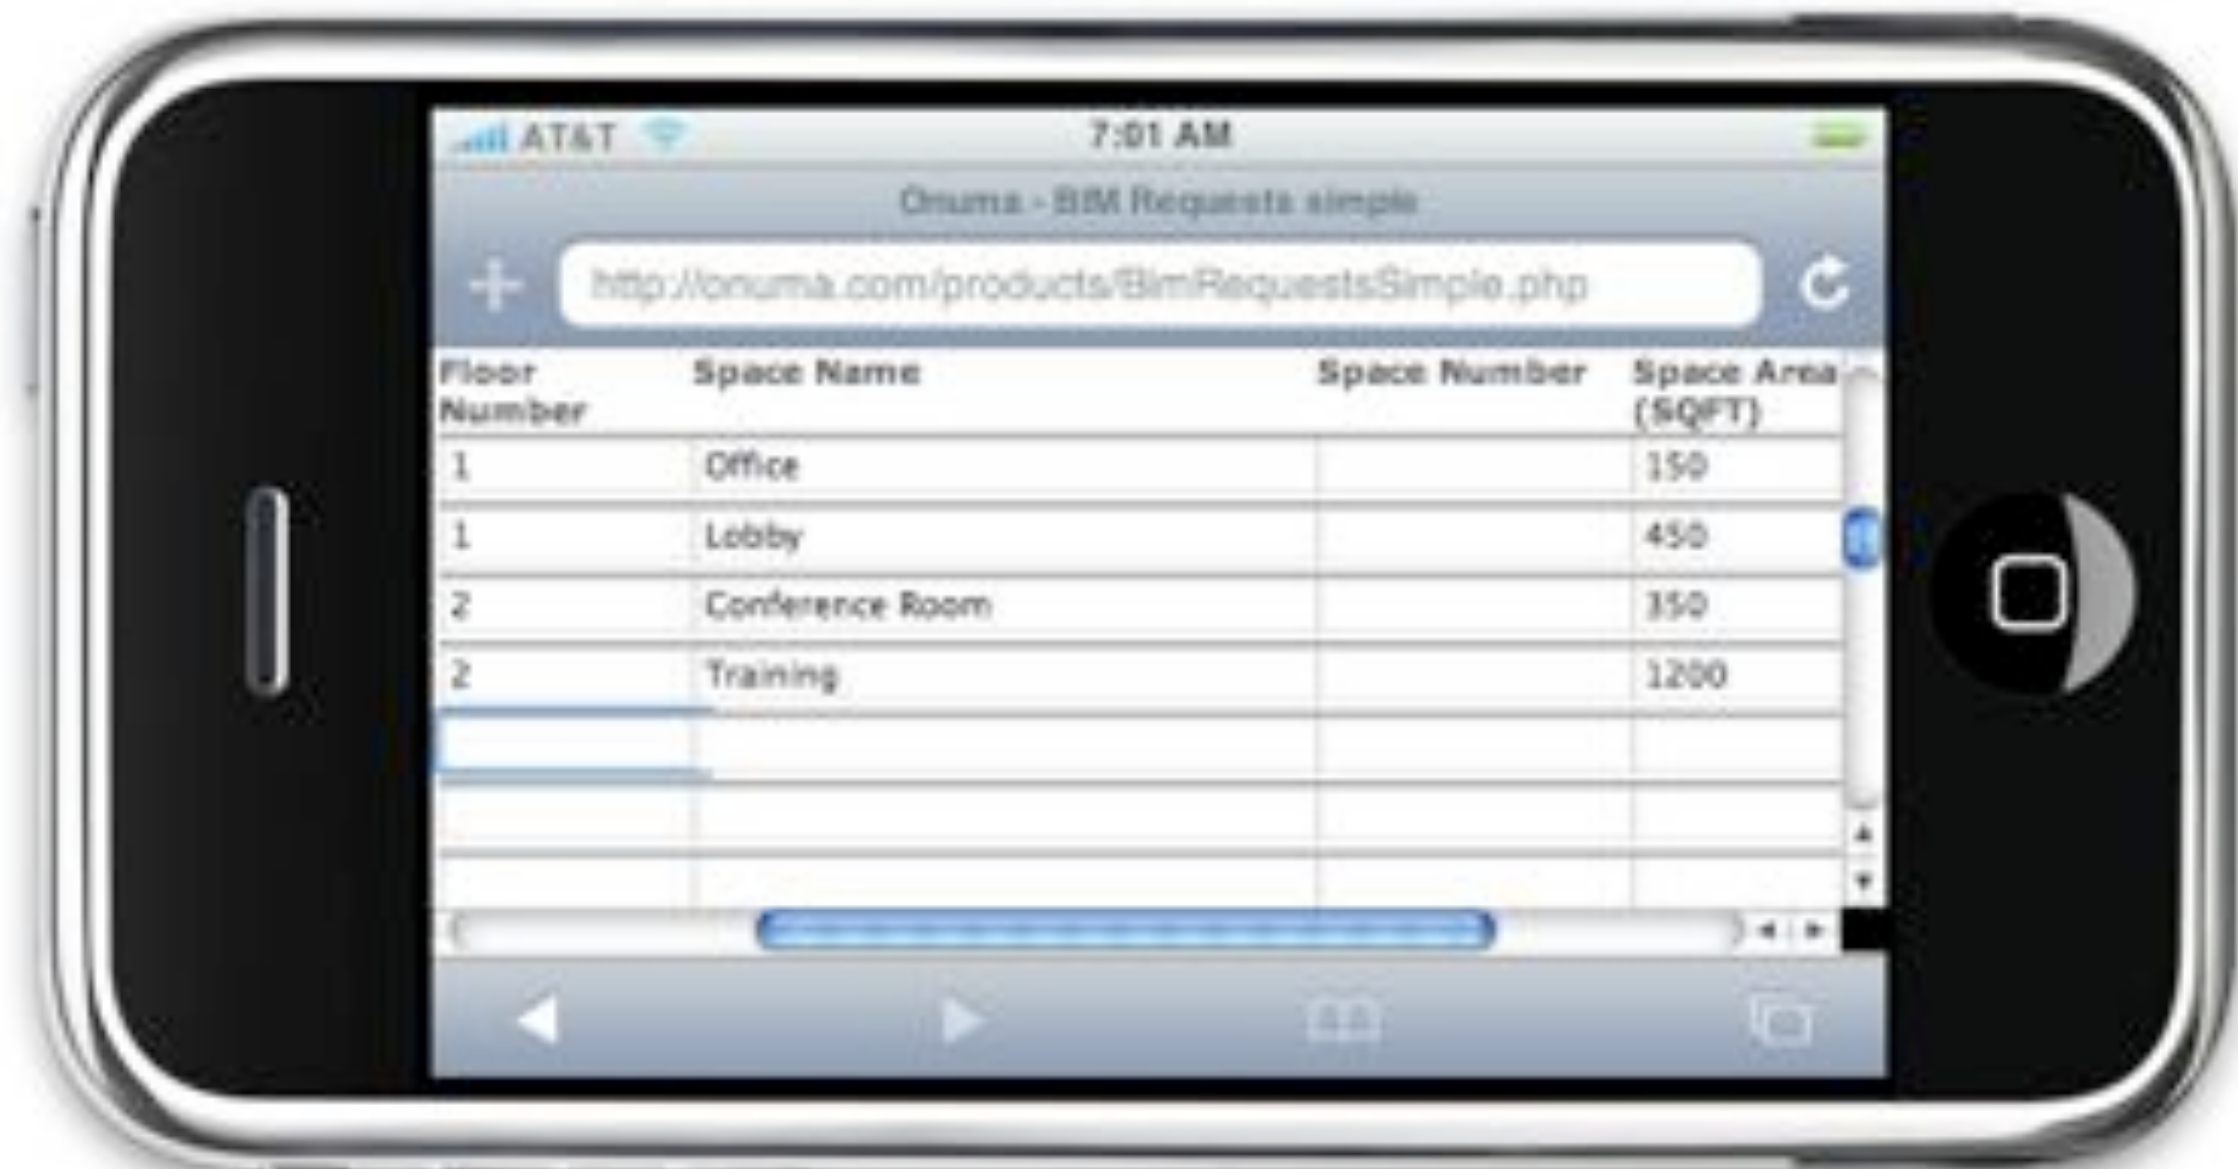 AT&T 7:01 AM
Onuma - BIM Requests simple
http://onuma.com/products/BimRequestsSimple.php
Floor Number Space Name Space Number Space Area (SQFT)
1 Office 150
1 Lobby 450
2 Conference Room 350
2 Training 1200